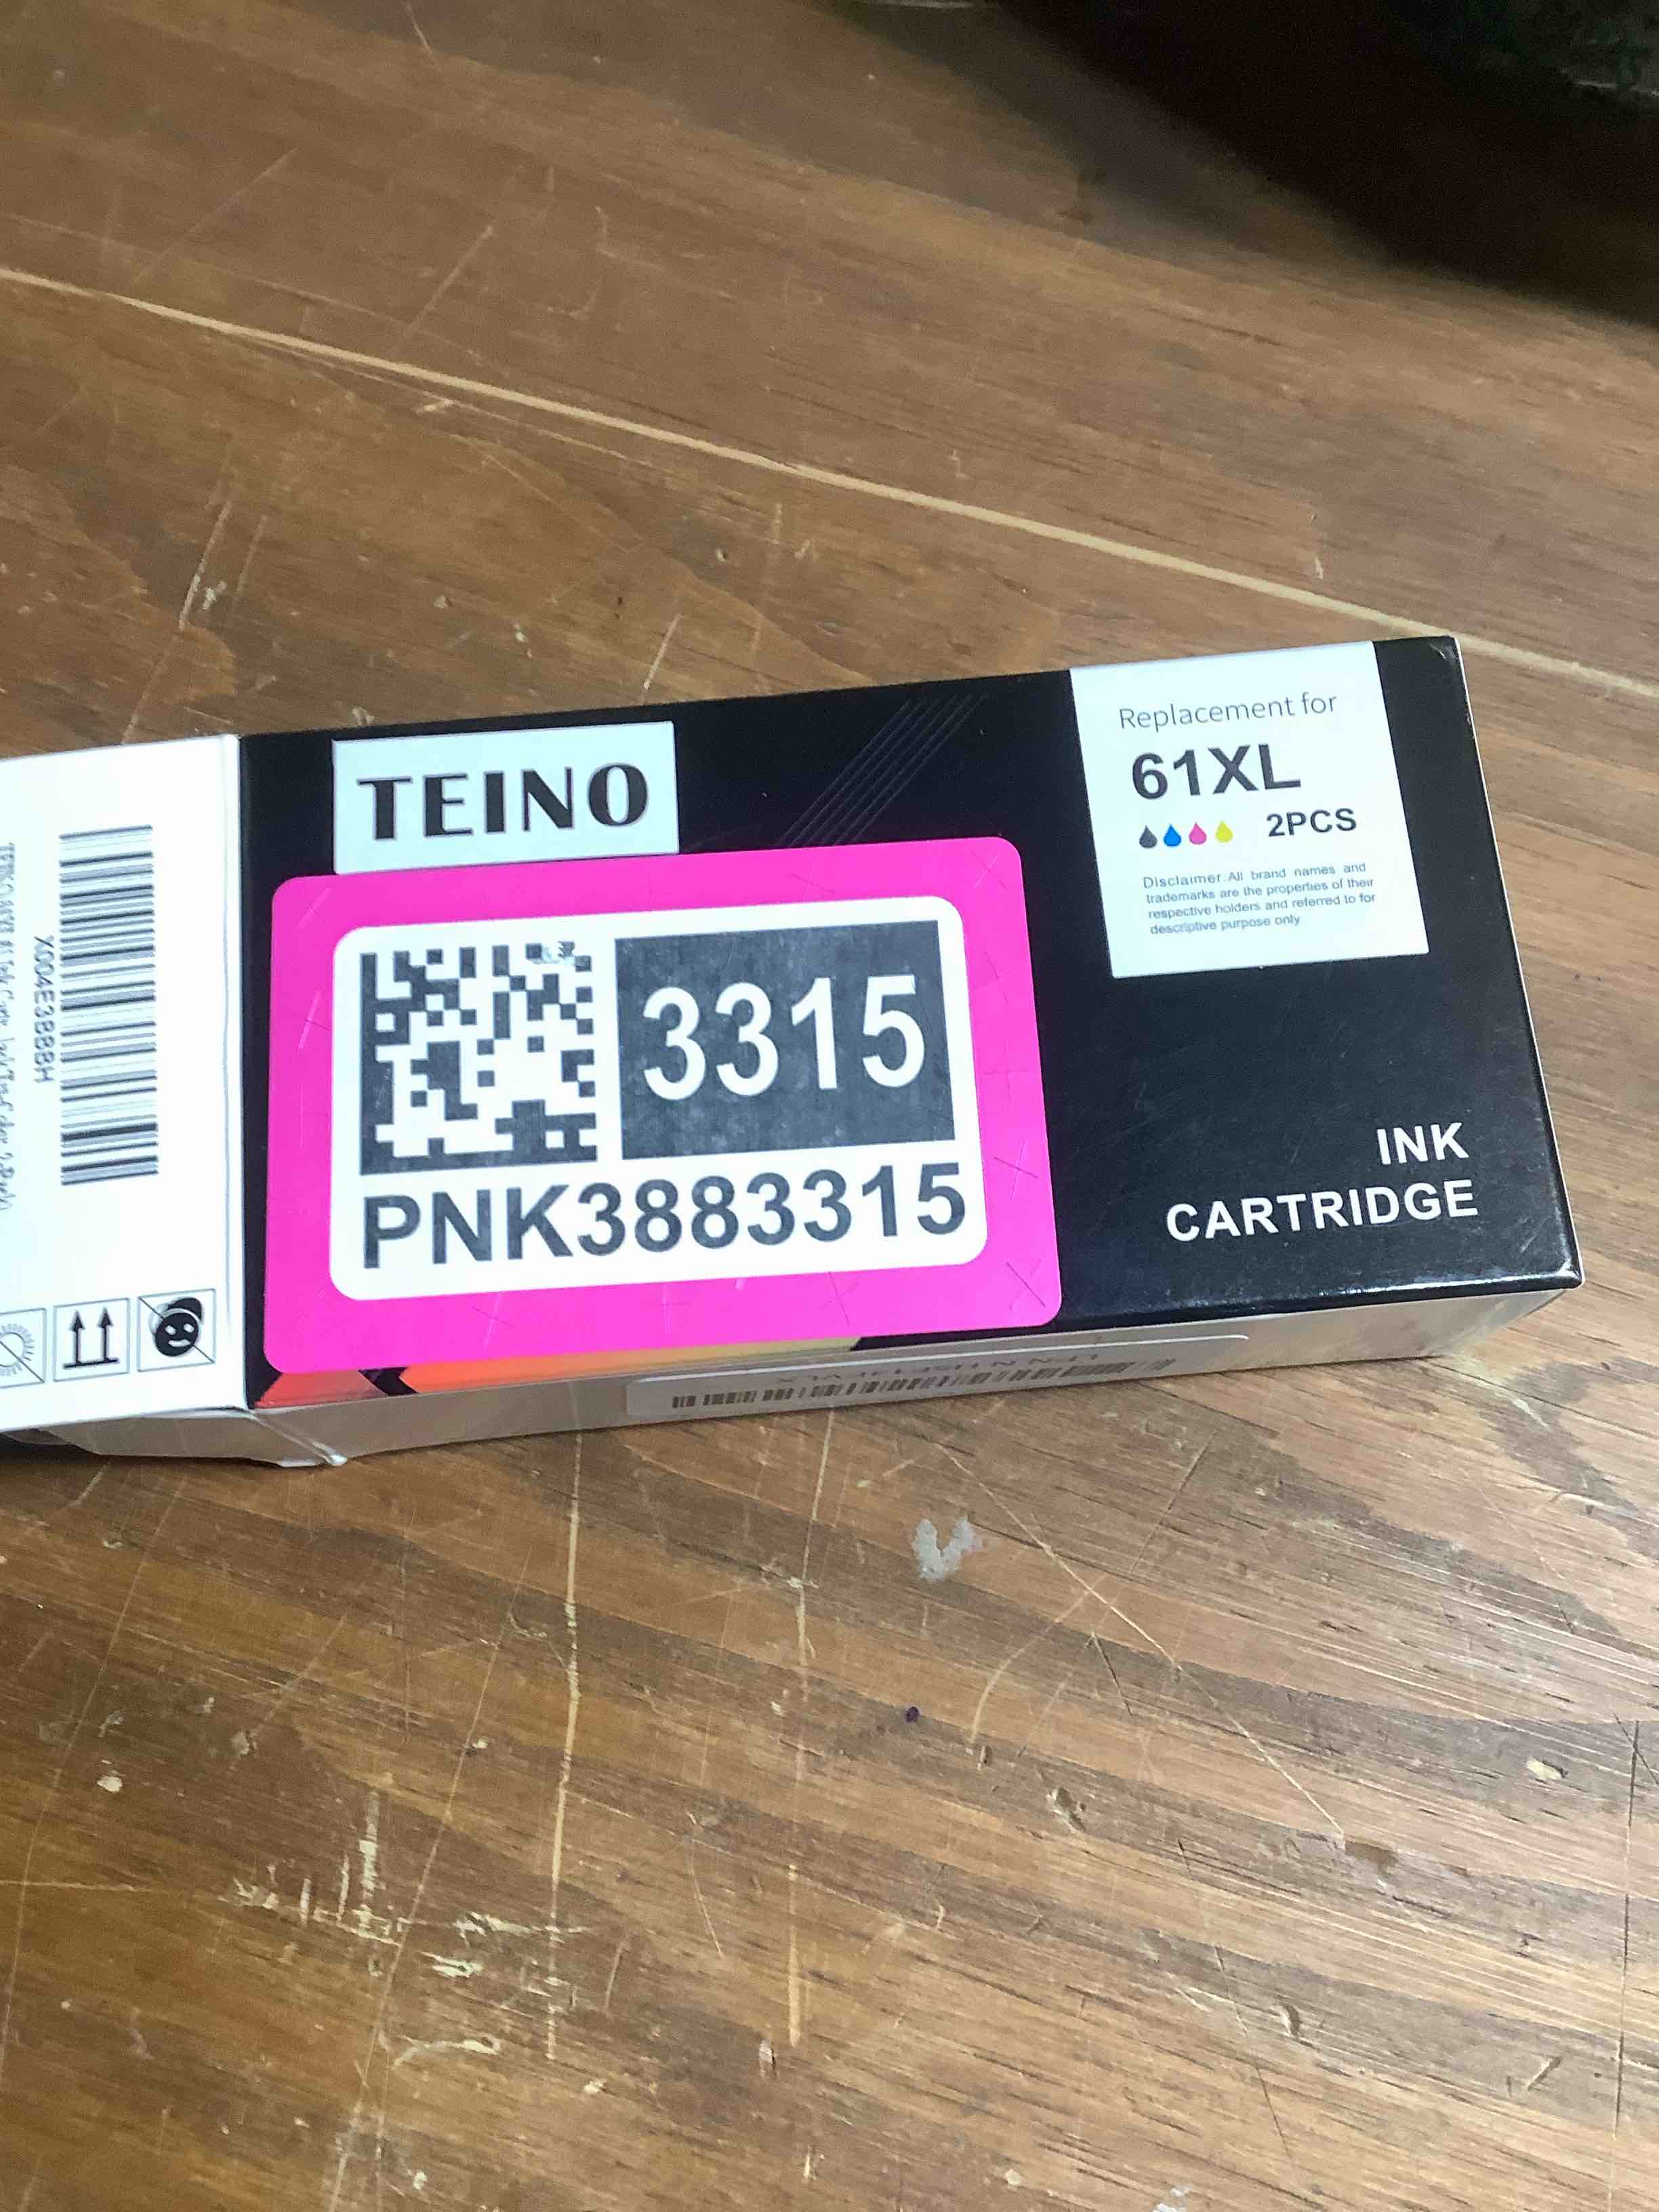 TEINO
Replacement for
61XL
2PCS
Disclaimer:All brand names and
trademarks are the properties of their
respective holders and referred to for
descriptive purpose only
3315
PNK3883315
INK
CARTRIDGE
X004E3B88H